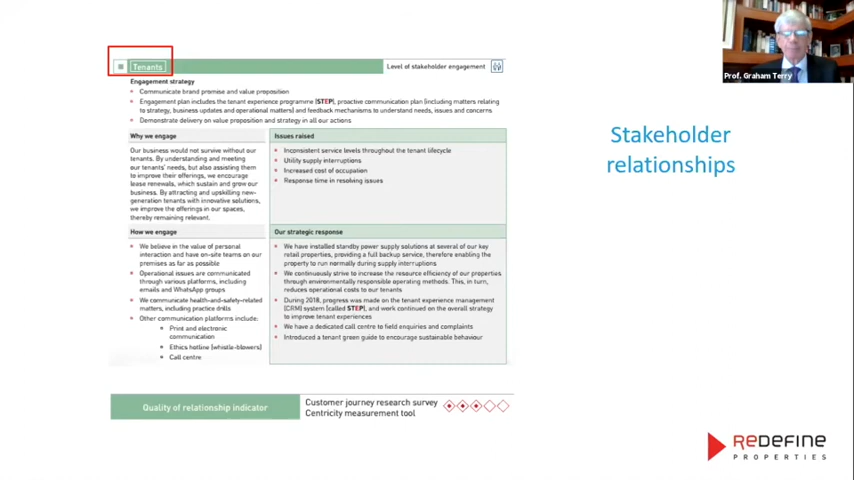 Prof. Graham Terry
Tenants
Level of stakeholder engagement
Engagement strategy
Communicate brand promise and value proposition
Engagement plan includes the tenant experience programme (STEP), proactive communication plan (including matters relating
to strategy, business updates and operational matters) and feedback mechanisms to understand needs, issues and concerns
Demonstrate delivery on value proposition and strategy in all our actions
Why we engage
Our business would not survive without our
tenants. By understanding and meeting
our tenants' needs, but also assisting them
to improve their offerings, we encourage
lease renewals, which sustain and grow our
business. By attracting and upskilling new-
generation tenants with innovative solutions,
we improve the offerings in our spaces,
thereby remaining relevant.
Issues raised
Inconsistent service levels throughout the tenant lifecycle
Utility supply interruptions
Increased cost of occupation
Response time in resolving issues
How we engage
We believe in the value of personal
interaction and have on-site teams on our
premises as far as possible
Operational issues are communicated
through various platforms, including
emails and WhatsApp groups
We communicate health-and-safety-related
matters, including practice drills
Other communication platforms include:
Print and electronic
communication
Ethics hotline (whistle-blowers)
Call centre
Our strategic response
We have installed standby power supply solutions at several of our key
retail properties, providing a full backup service, therefore enabling the
property to run normally during supply interruptions
We continuously strive to increase the resource efficiency of our properties
through environmentally responsible operating methods. This, in turn,
reduces operational costs to our tenants
During 2018, progress was made on the tenant experience management
(CRM) system (called STEP), and work continued on the overall strategy
to improve tenant experiences
We have a dedicated call centre to field enquiries and complaints
Introduced a tenant green guide to encourage sustainable behaviour
Quality of relationship indicator
Customer journey research survey
Centricity measurement tool
Stakeholder
relationships
REDEFINE
PROPERTIES